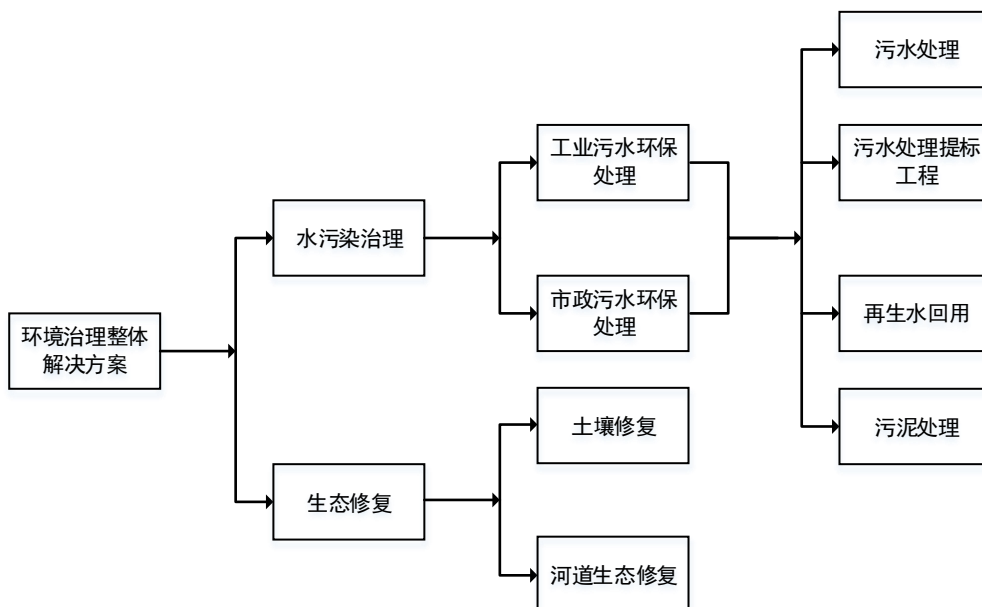 污水处理
工业污水环保
处理
污水处理提标
工程
水污染治理
市政污水环保
处理
再生水回用
环境治理整体
解决方案
土壤修复
污泥处理
生态修复
河道生态修复